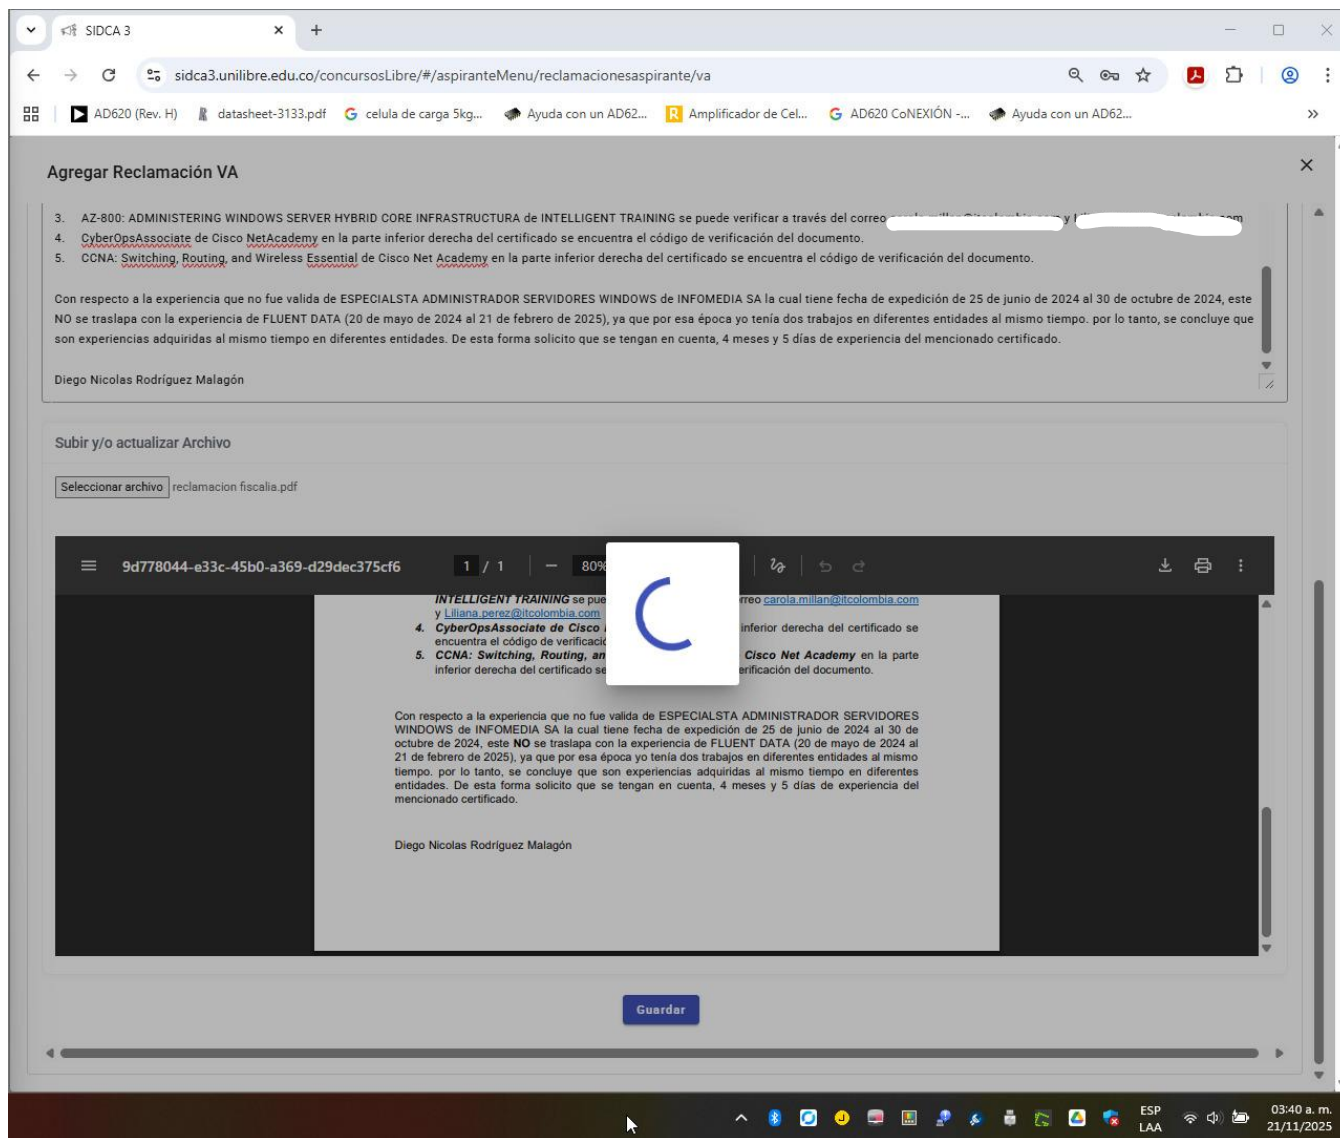 SIDCA 3
sidca3.unilibre.edu.co/concursosLibre/#/aspiranteMenu/reclamacionesaspirante/va
AD620 (Rev. H) datasheet-3133.pdf celula de carga 5kg... Ayuda con un AD62... Amplificador de Cel... AD620 CoNEXIÓN -... Ayuda con un AD62...
Agregar Reclamación VA
3. AZ-800: ADMINISTERING WINDOWS SERVER HYBRID CORE INFRASTRUCTURA de INTELLIGENT TRAINING se puede verificar a través del correo y
4. CyberOpsAssociate de Cisco NetAcademy en la parte inferior derecha del certificado se encuentra el código de verificación del documento.
5. CCNA: Switching, Routing, and Wireless Essential de Cisco Net Academy en la parte inferior derecha del certificado se encuentra el código de verificación del documento.
Con respecto a la experiencia que no fue valida de ESPECIALSTA ADMINISTRADOR SERVIDORES WINDOWS de INFOMEDIA SA la cual tiene fecha de expedición de 25 de junio de 2024 al 30 de octubre de 2024, este
NO se traslapa con la experiencia de FLUENT DATA (20 de mayo de 2024 al 21 de febrero de 2025), ya que por esa época yo tenía dos trabajos en diferentes entidades al mismo tiempo. por lo tanto, se concluye que
son experiencias adquiridas al mismo tiempo en diferentes entidades. De esta forma solicito que se tengan en cuenta, 4 meses y 5 días de experiencia del mencionado certificado.
Diego Nicolas Rodríguez Malagón
Subir y/o actualizar Archivo
Seleccionar archivo reclamacion fiscalia.pdf
9d778044-e33c-45b0-a369-d29dec375cf6 1 / 1 80%
INTELLIGENT TRAINING se carola.millan@itcolombia.com
y Liliana.perez@itcolombia.com
4. CyberOpsAssociate de Cisco inferior derecha del certificado se
encuentra el código de
5. CCNA: Switching, Routing, Cisco Net Academy en la parte
inferior derecha del certificado del documento.
Con respecto a la experiencia que no fue valida de ESPECIALSTA ADMINISTRADOR SERVIDORES
WINDOWS de INFOMEDIA SA la cual tiene fecha de expedición de 25 de junio de 2024 al 30 de
octubre de 2024, este NO se traslapa con la experiencia de FLUENT DATA (20 de mayo de 2024 al
21 de febrero de 2025), ya que por esa época yo tenía dos trabajos en diferentes entidades al mismo
tiempo. por lo tanto, se concluye que son experiencias adquiridas al mismo tiempo en diferentes
entidades. De esta forma solicito que se tengan en cuenta, 4 meses y 5 días de experiencia del
mencionado certificado.
Diego Nicolas Rodríguez Malagón
Guardar
ESP
LAA
03:40 a. m.
21/11/2025